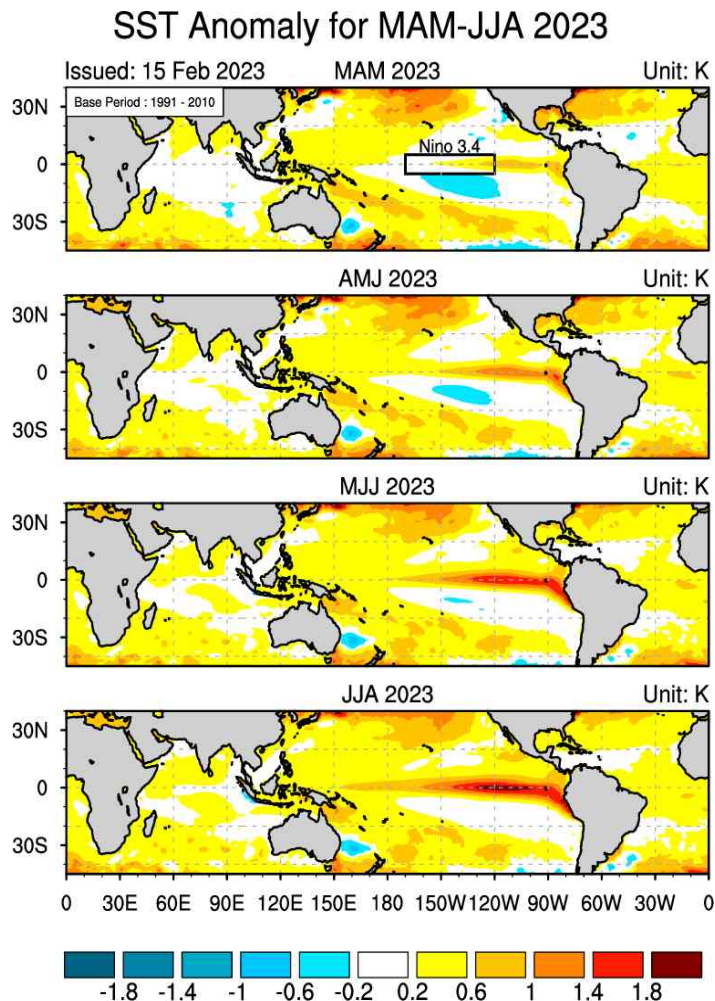 SST Anomaly for MAM-JJA 2023
Issued: 15 Feb 2023 MAM 2023 Unit: K
30N
Base Period : 1991 - 2010
Nino 3.4
0
30S
AMJ 2023 Unit: K
30N
0
30S
MJJ 2023 Unit: K
30N
0
30S
JJA 2023 Unit: K
30N
0
30S
0 30E 60E 90E 120E 150E 180 150W 120W 90W 60W 30W 0
-1.8 -1.4 -1 -0.6 -0.2 0.2 0.6 1 1.4 1.8